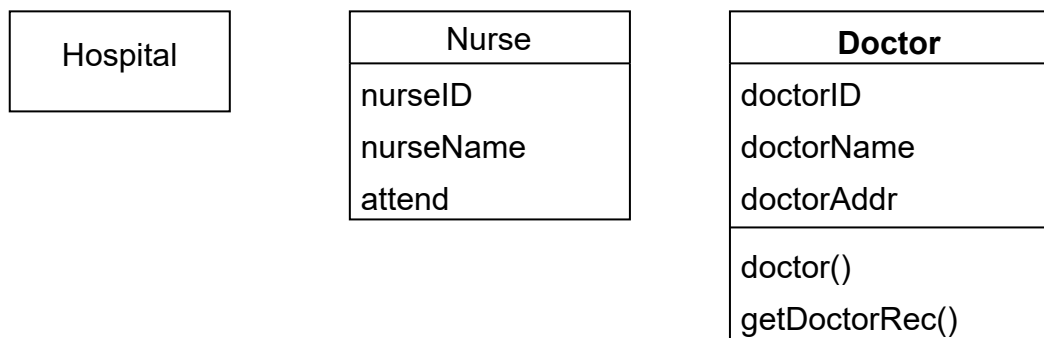 Hospital
Nurse
nurseID
nurseName
attend
Doctor
doctorID
doctorName
doctorAddr
doctor()
getDoctorRec()